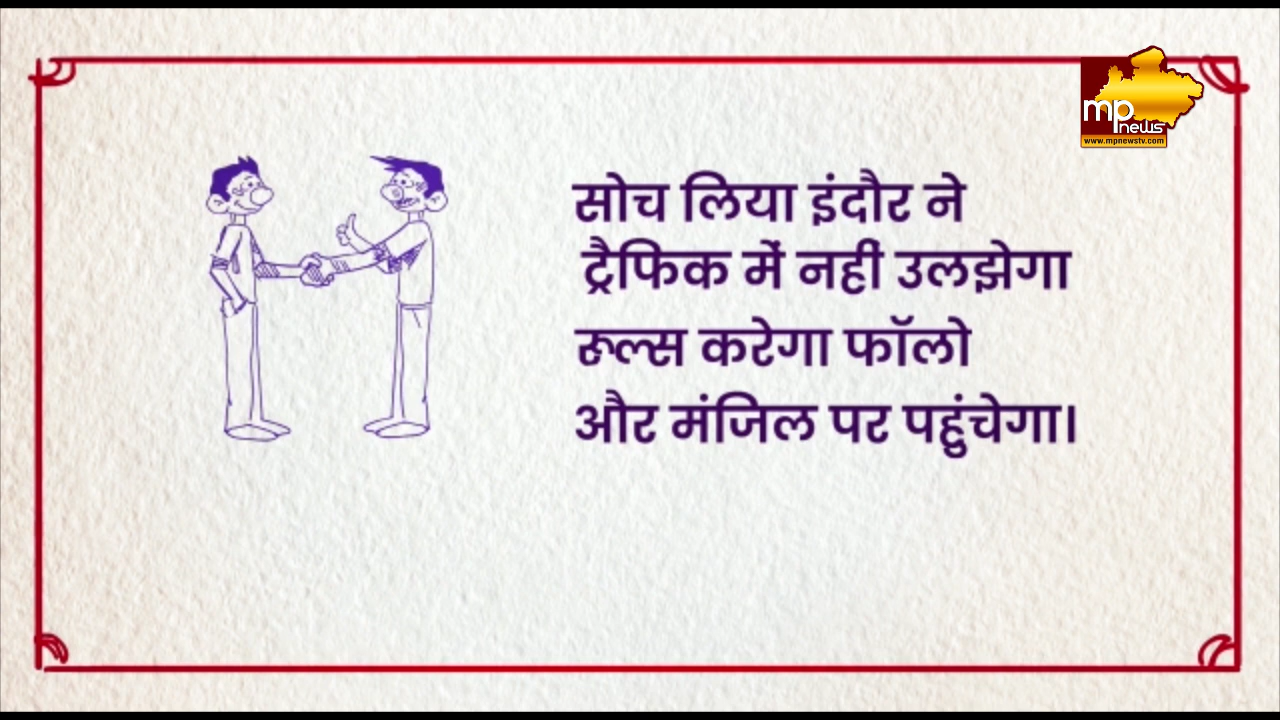 mp
news
www.mpnewstv.com
सोच लिया इंदौर ने
ट्रैफिक में नहीं उलझेगा
रूल्स करेगा फॉलो
और मंजिल पर पहुंचेगा।